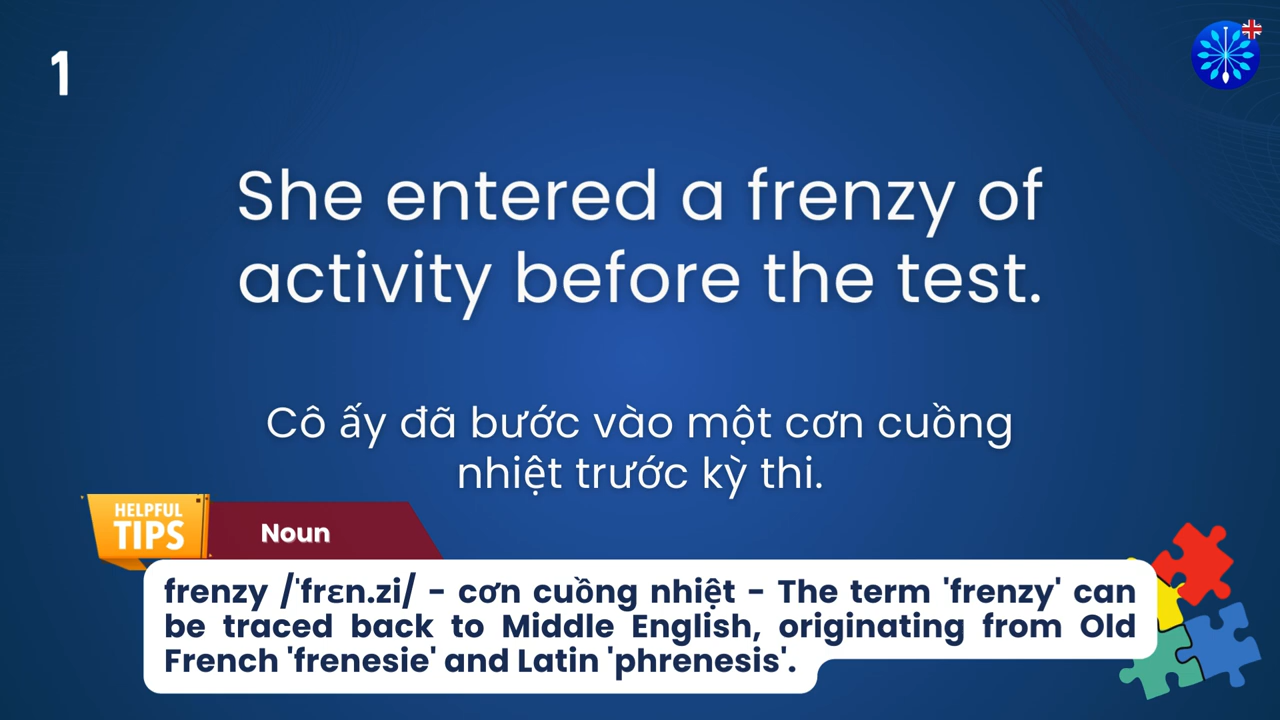 1
She entered a frenzy of
activity before the test.
Cô ấy đã bước vào một cơn cuồng
nhiệt trước kỳ thi.
HELPFUL
TIPS
Noun
frenzy /ˈfrɛn.zi/ - cơn cuồng nhiệt - The term 'frenzy' can
be traced back to Middle English, originating from Old
French 'frenesie' and Latin 'phrenesis'.